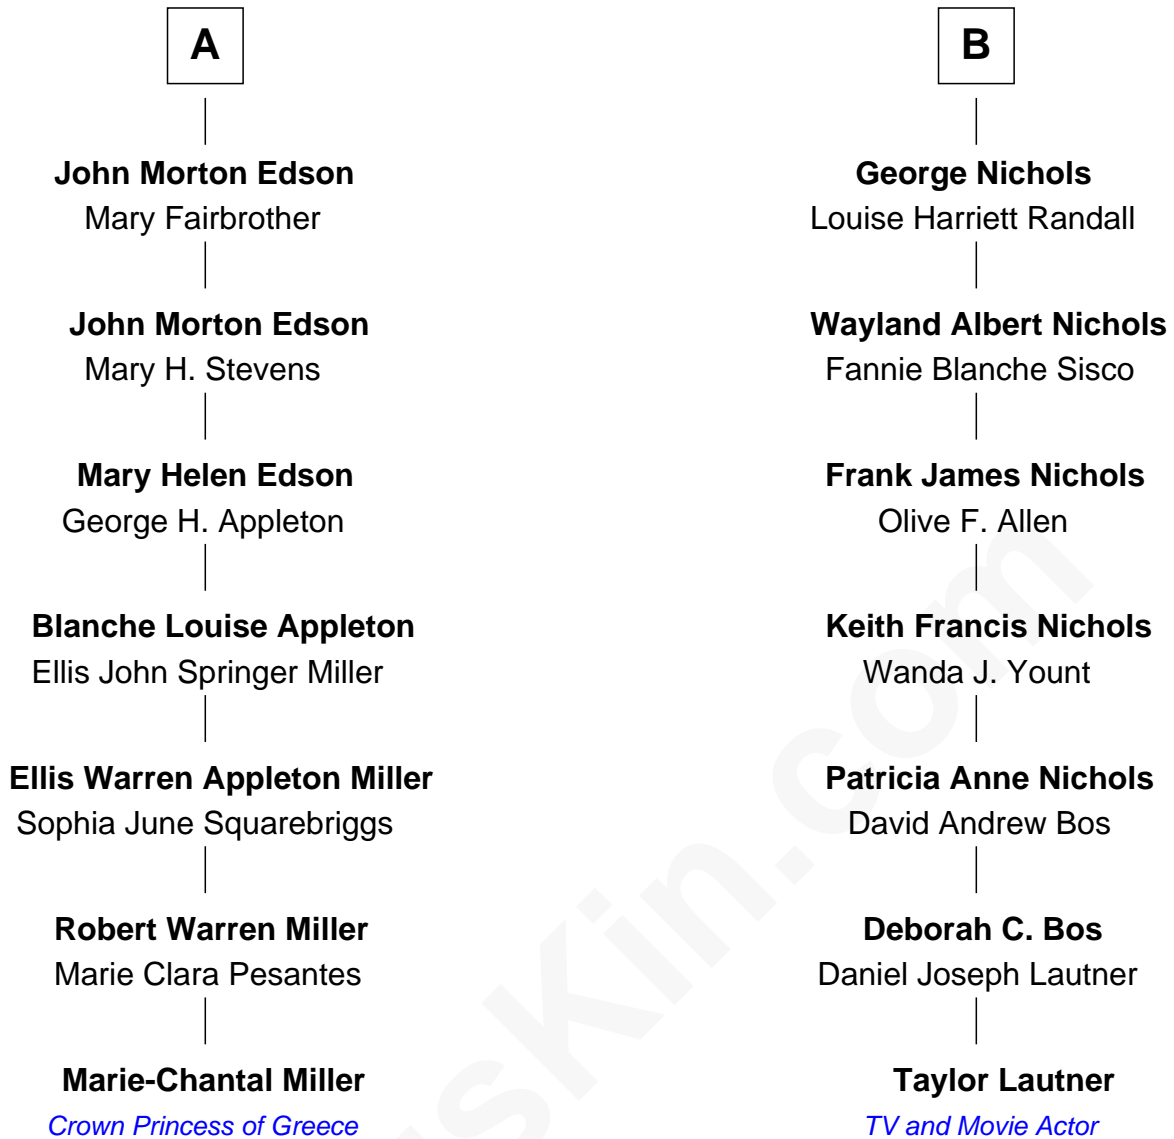 A
B
John Morton Edson
Mary Fairbrother
George Nichols
Louise Harriett Randall
John Morton Edson
Mary H. Stevens
Wayland Albert Nichols
Fannie Blanche Sisco
Mary Helen Edson
George H. Appleton
Frank James Nichols
Olive F. Allen
Blanche Louise Appleton
Ellis John Springer Miller
Keith Francis Nichols
Wanda J. Yount
Ellis Warren Appleton Miller
Sophia June Squarebriggs
Patricia Anne Nichols
David Andrew Bos
Robert Warren Miller
Marie Clara Pesantes
Deborah C. Bos
Daniel Joseph Lautner
Marie-Chantal Miller
Crown Princess of Greece
Taylor Lautner
TV and Movie Actor
sKin.com